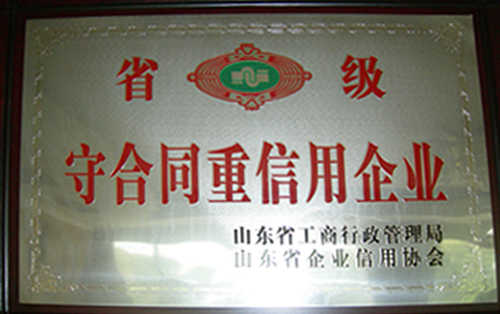 省 级
守合同重信用企业
山东省工商行政管理局
山东省企业信用协会